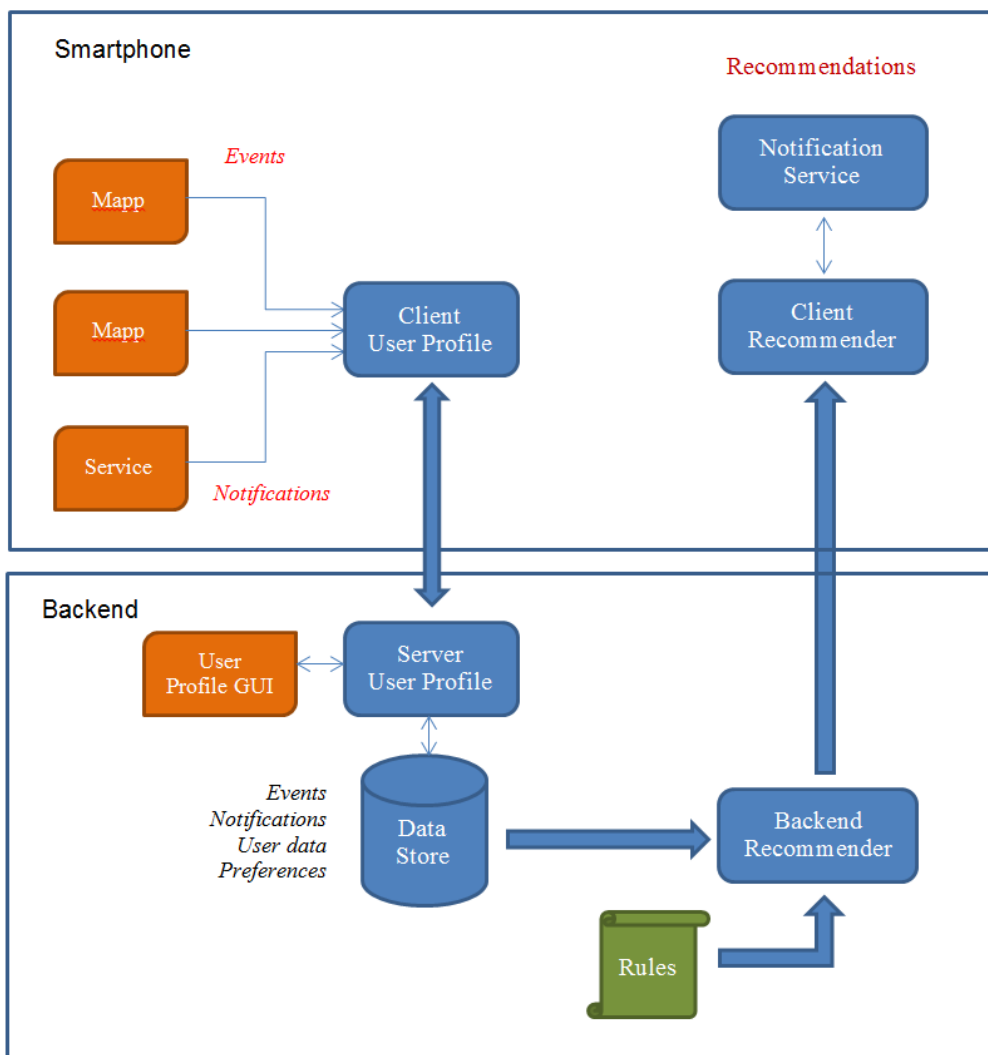 Smartphone
Recommendations
Events
Mapp
Notification
Service
Mapp
Client
User Profile
Client
Recommender
Service
Notifications
Backend
User
Profile GUI
Server
User Profile
Events
Notifications
User data
Preferences
Data
Store
Backend
Recommender
Rules